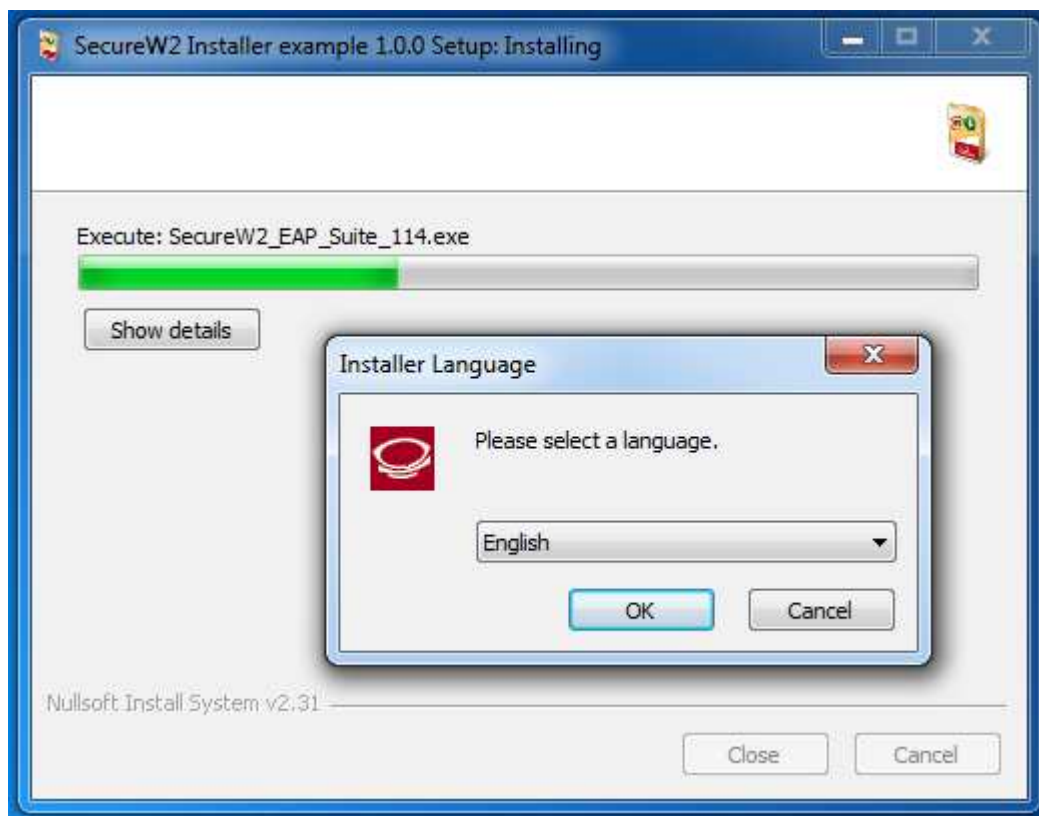 SecureW2 Installer example 1.0.0 Setup: Installing
Execute: SecureW2_EAP_Suite_114.exe
Show details
Installer Language
Please select a language.
English
OK Cancel
Nullsoft Install System v2.31
Close Cancel